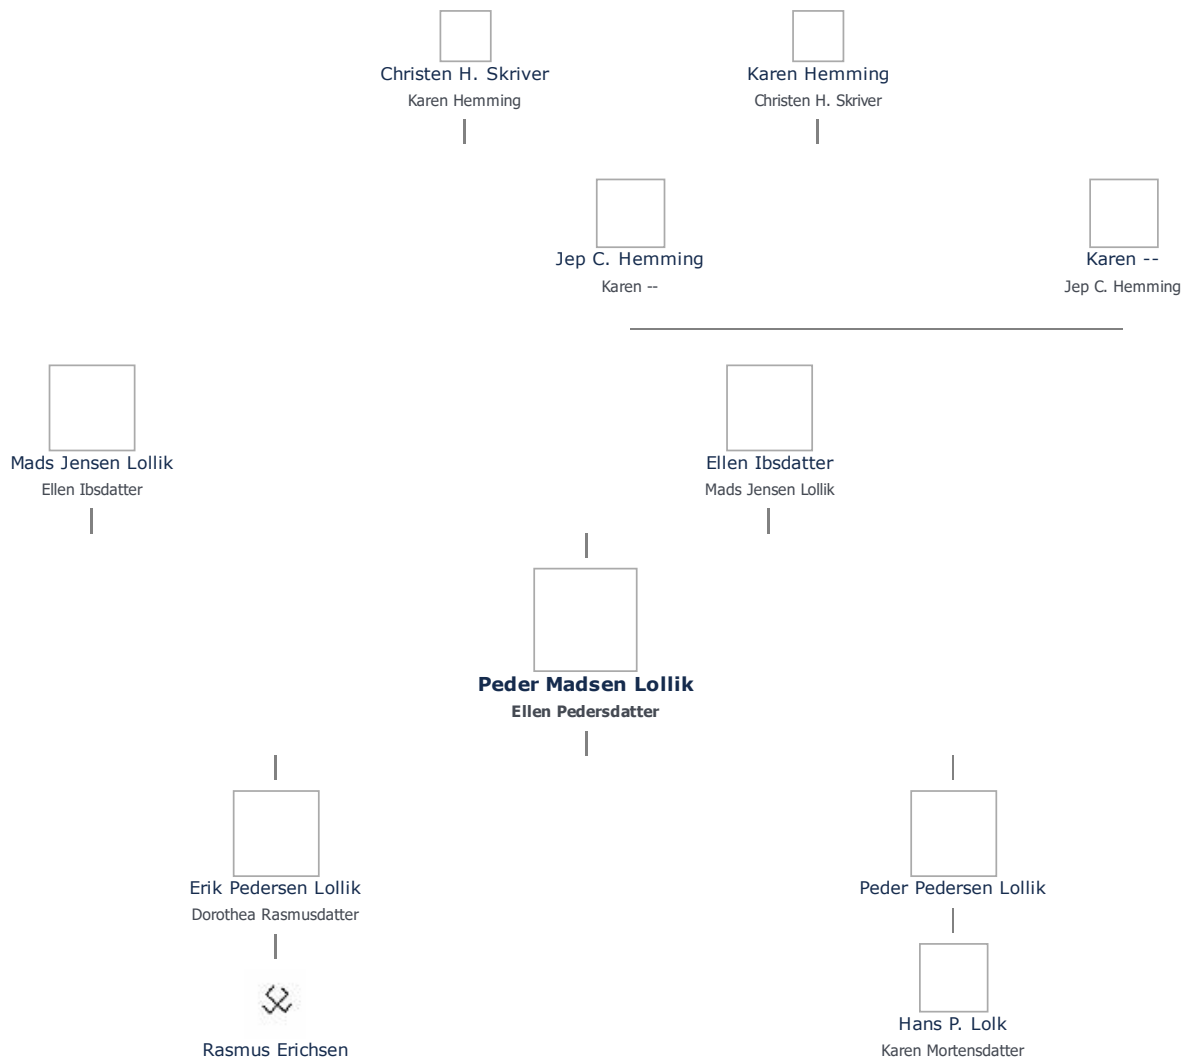 Christen H. Skriver
Karen Hemming
Karen Hemming
Christen H. Skriver
Jep C. Hemming
Karen --
Karen --
Jep C. Hemming
Mads Jensen Lollik
Ellen Ibsdatter
Ellen Ibsdatter
Mads Jensen Lollik
Peder Madsen Lollik
Ellen Pedersdatter
Erik Pedersen Lollik
Dorothea Rasmusdatter
Peder Pedersen Lollik
Rasmus Erichsen
Hans P. Lolk
Karen Mortensdatter